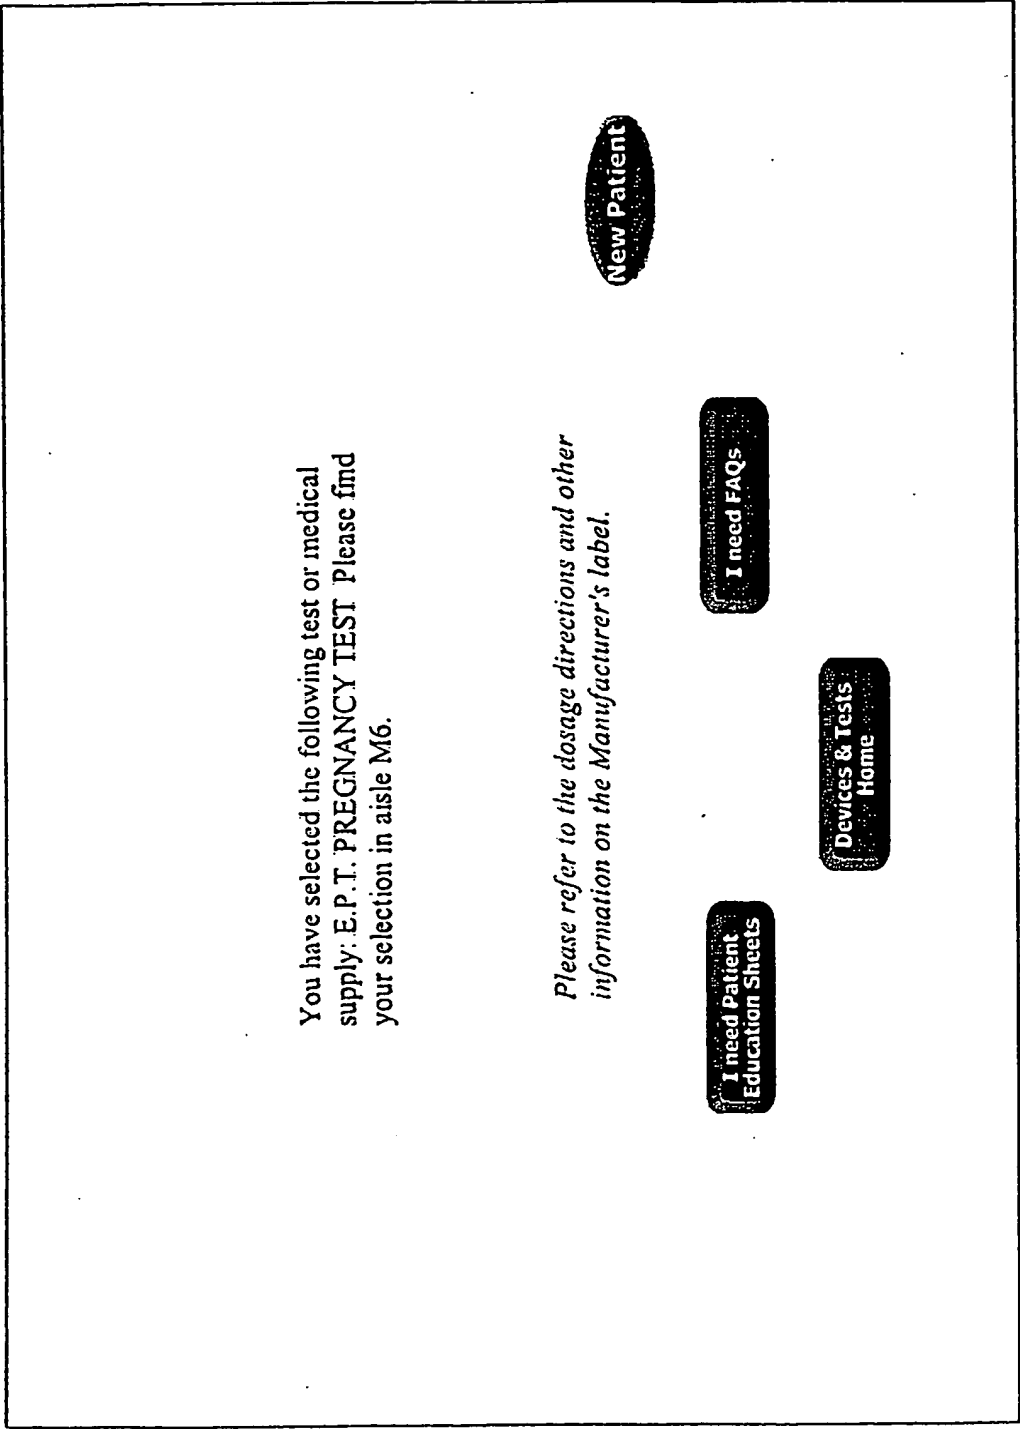 You have selected the following test or medical
supply: E.P.T. PREGNANCY TEST Please find
your selection in aisle M6.
Please refer to the dosage directions and other
information on the Manufacturer's label.
New Patient
I need Patient
Education Sheets
I need FAQs
Devices & Tests
Home